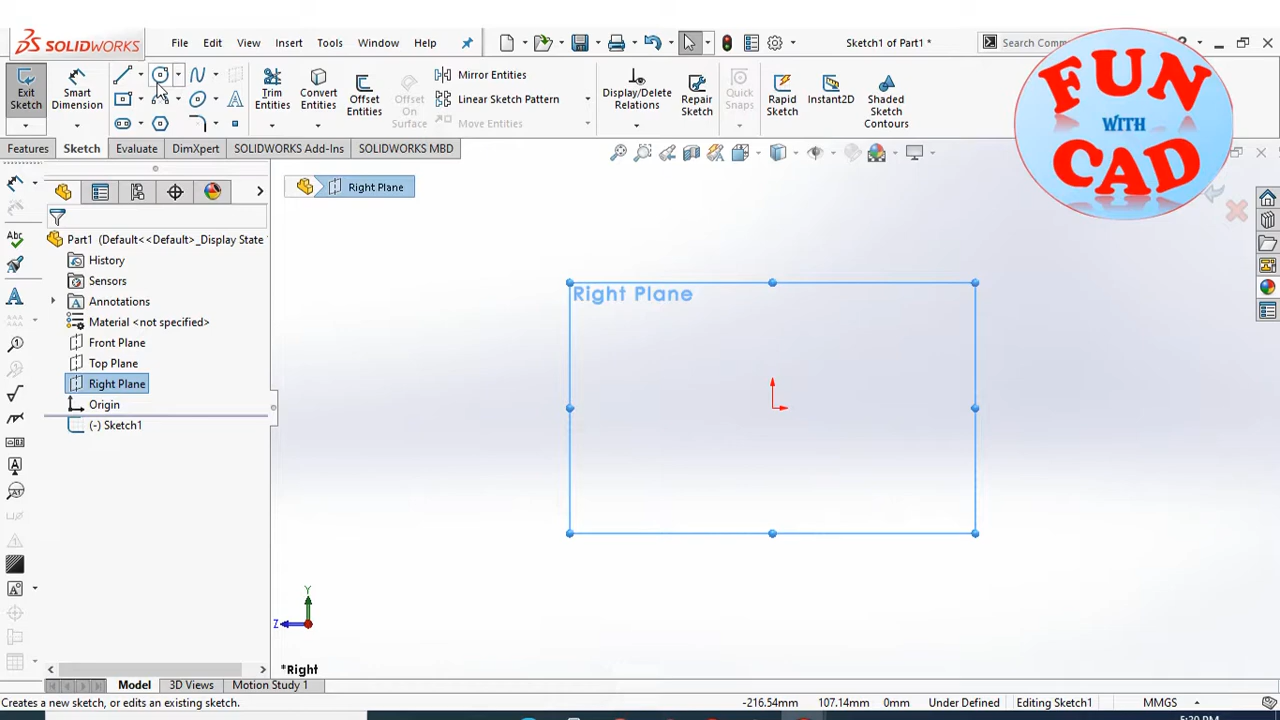 SOLIDWORKS
File Edit View Insert Tools Window Help
Sketch1 of Part1 *
Search
FUN
WITH
CAD
Exit Sketch
Smart Dimension
Trim Entities
Convert Entities
Offset Entities
Offset On Surface
Mirror Entities
Linear Sketch Pattern
Move Entities
Display/Delete Relations
Repair Sketch
Quick Snaps
Rapid Sketch
Instant2D
Shaded Sketch Contours
Features Sketch Evaluate DimXpert SOLIDWORKS Add-Ins SOLIDWORKS MBD
Right Plane
Part1 (Default<<Default>_Display State
History
Sensors
Annotations
Material <not specified>
Front Plane
Top Plane
Right Plane
Origin
(-) Sketch1
Right Plane
Y
Z
*Right
Model 3D Views Motion Study 1
Creates a new sketch, or edits an existing sketch.
-216.54mm 107.14mm 0mm Under Defined Editing Sketch1 MMGS